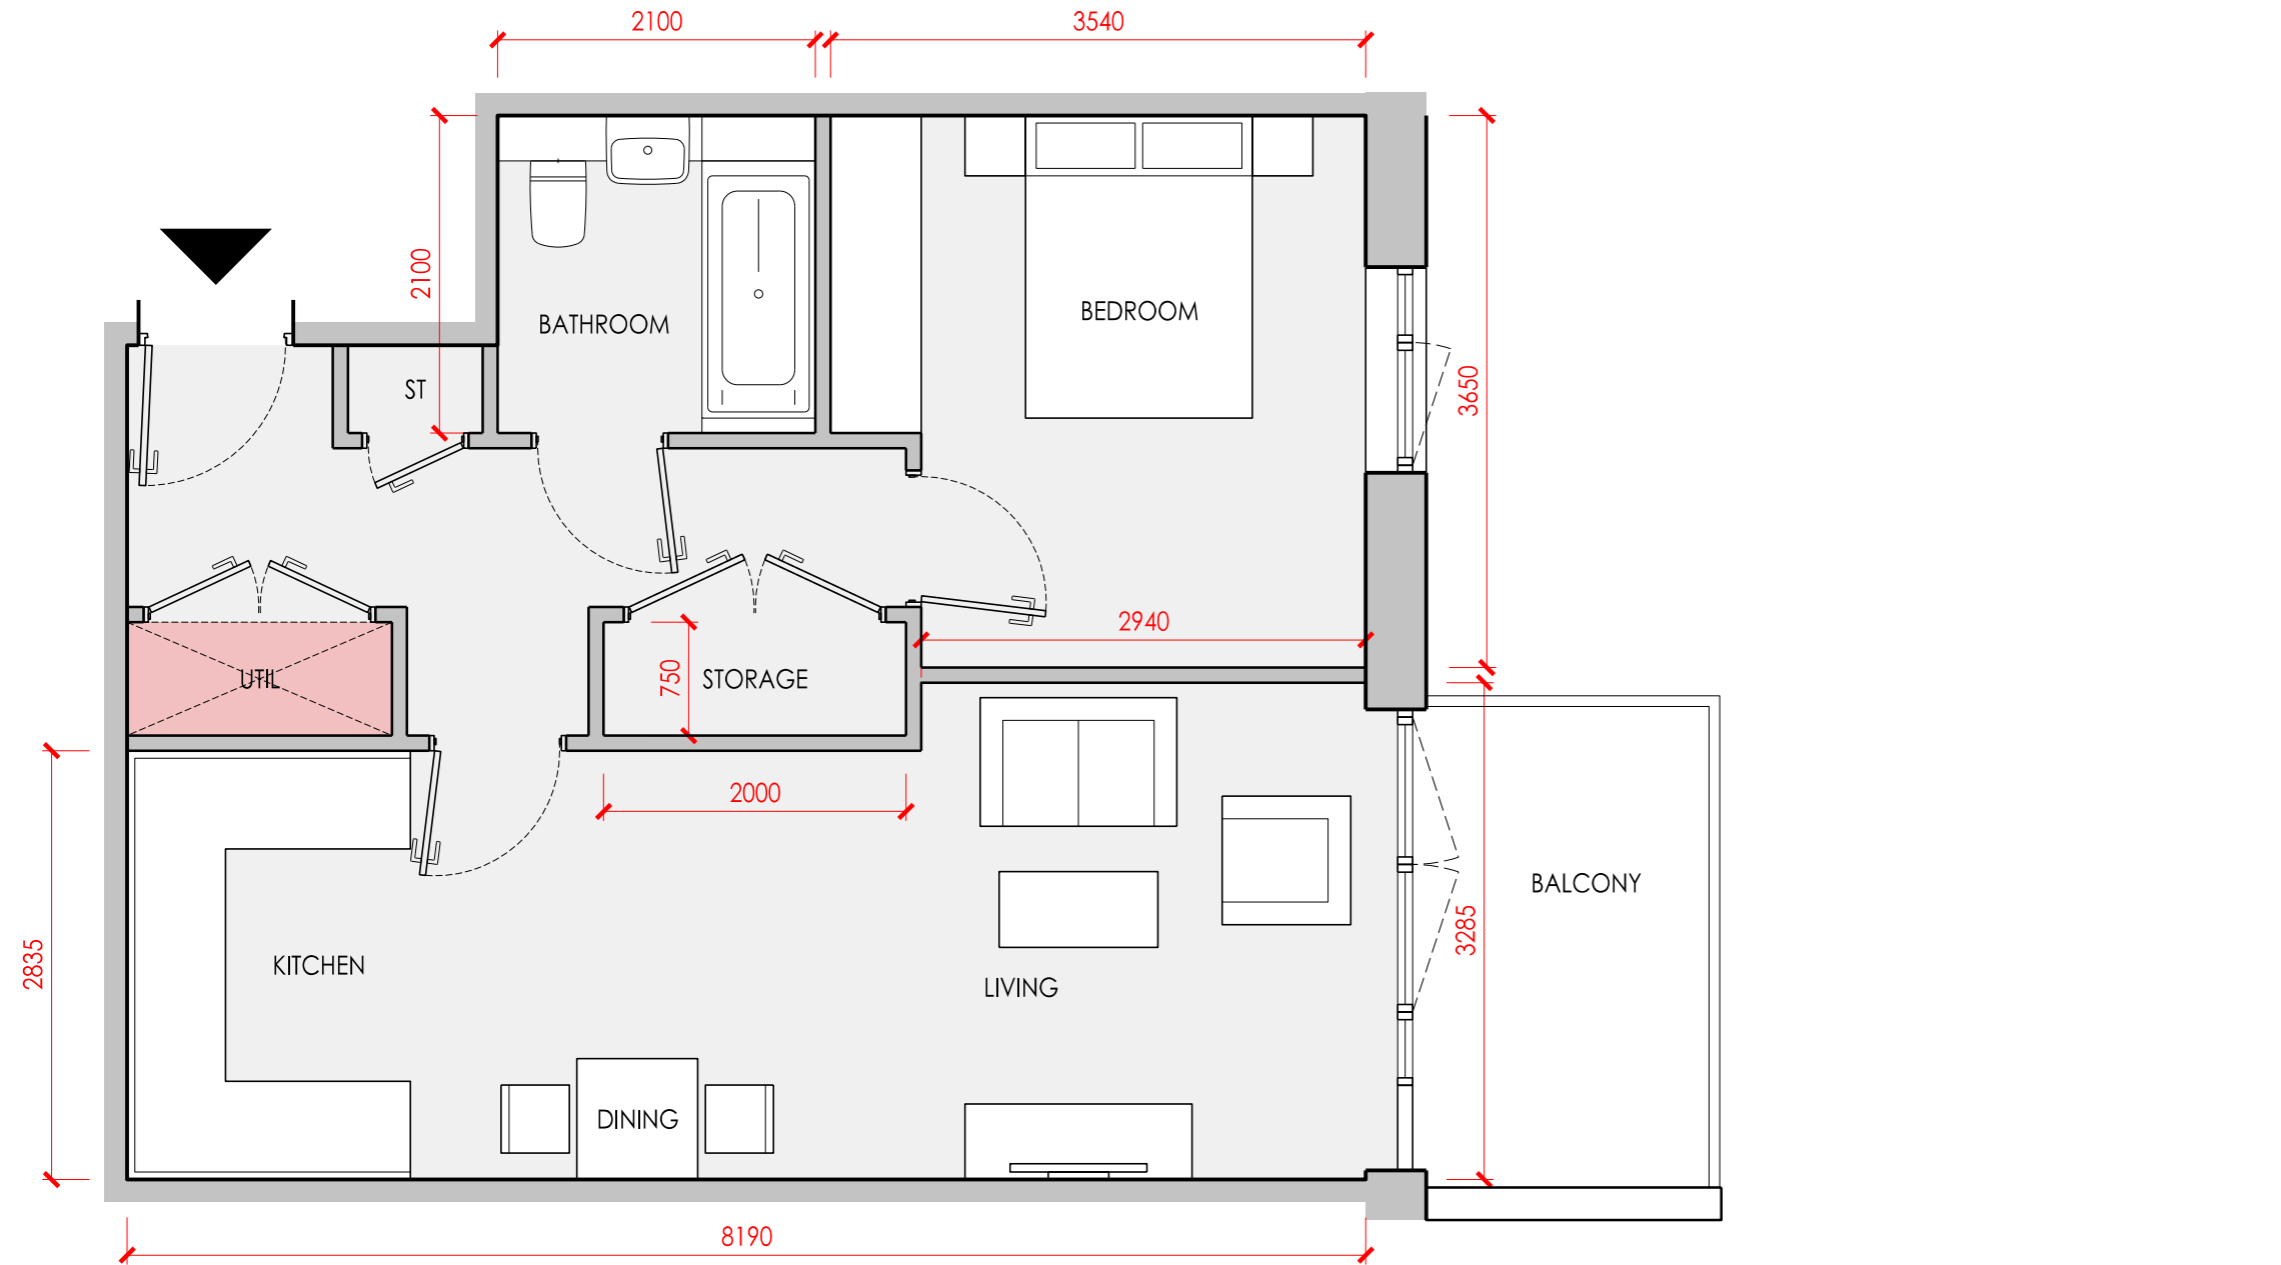 2100
3540
2100
BATHROOM
BEDROOM
3650
ST
2940
UTIL
750
STORAGE
2000
BALCONY
2835
KITCHEN
3285
LIVING
DINING
8190